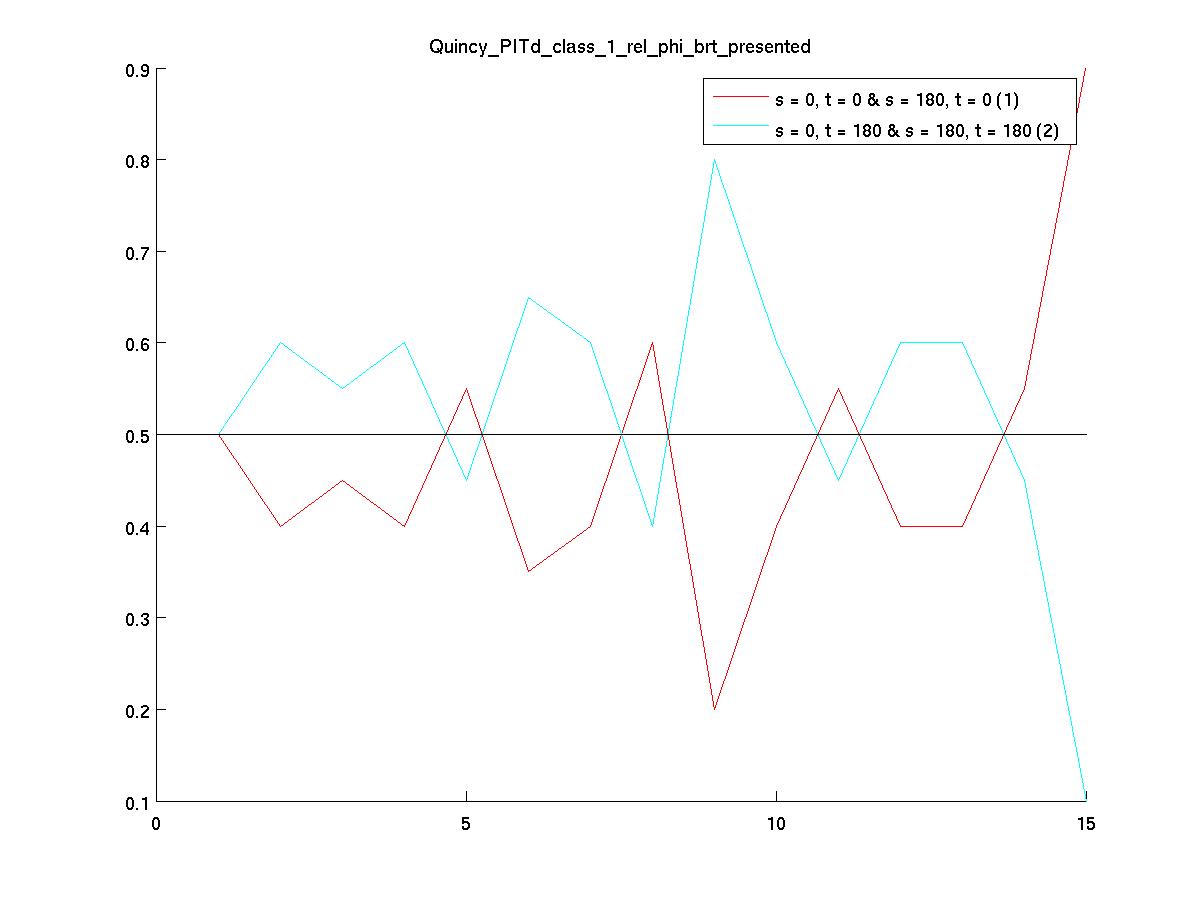 Quincy_PITd_class_1_rel_phi_brt_presented
s = 0, t = 0 & s = 180, t = 0 (1)
s = 0, t = 180 & s = 180, t = 180 (2)
0.9
0.8
0.7
0.6
0.5
0.4
0.3
0.2
0.1
0 5 10 15